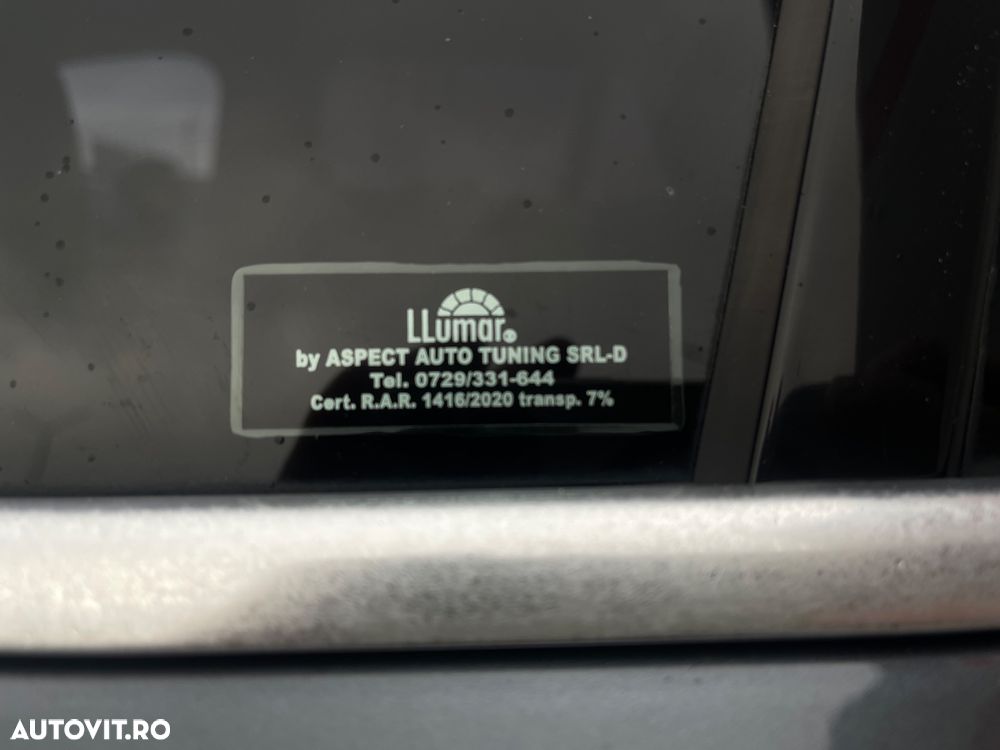 LLumar
by ASPECT AUTO TUNING SRL-D
Tel. 0729/331-644
Cert. R.A.R. 1416/2020 transp. 7%
AUTOVIT.RO